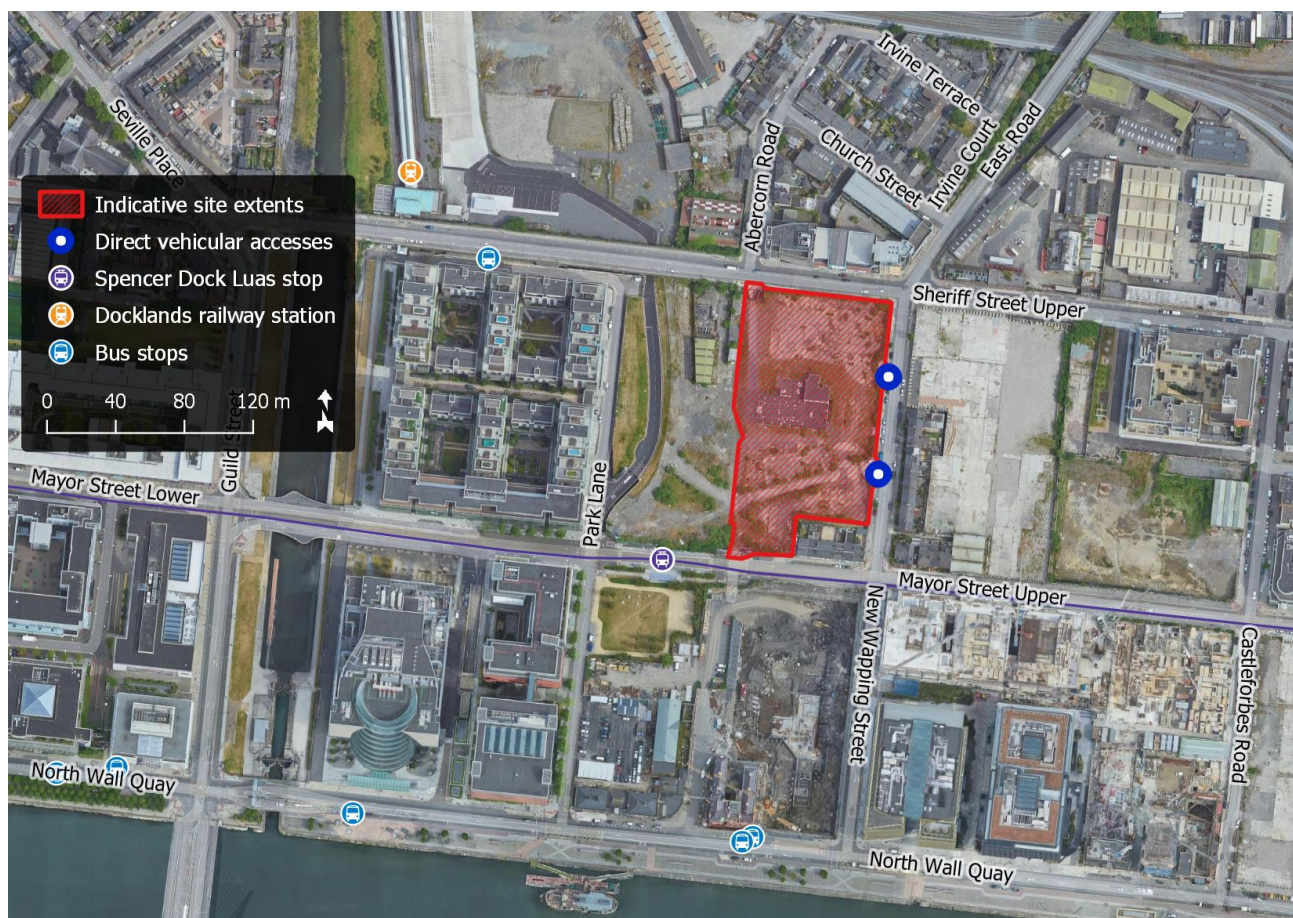 Irvine Terrace
Seville Place
Abercorn Road
Church Street
Irvine Court
East Road
Indicative site extents
Direct vehicular accesses
Spencer Dock Luas stop
Docklands railway station
Bus stops
0 40 80 120 m
Sheriff Street Upper
Guild Street
Mayor Street Lower
Park Lane
Mayor Street Upper
New Wapping Street
Castleforbes Road
North Wall Quay
North Wall Quay